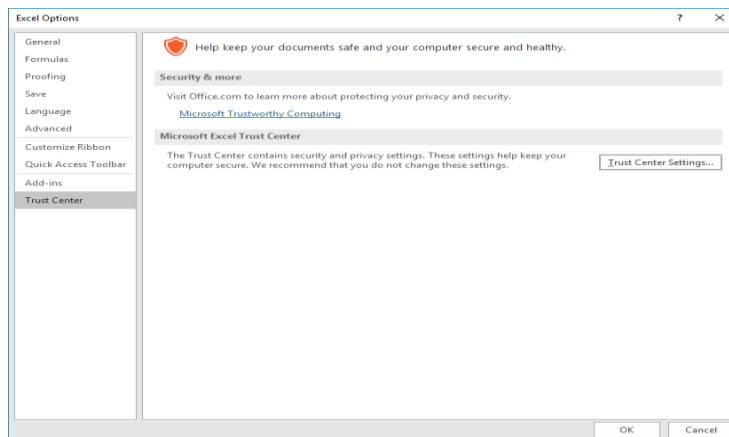 Excel Options
?
General
Formulas
Proofing
Save
Language
Advanced
Customize Ribbon
Quick Access Toolbar
Add-ins
Trust Center
Help keep your documents safe and your computer secure and healthy.
Security & more
Visit Office.com to learn more about protecting your privacy and security.
Microsoft Trustworthy Computing
Microsoft Excel Trust Center
The Trust Center contains security and privacy settings. These settings help keep your
computer secure. We recommend that you do not change these settings.
Trust Center Settings...
OK
Cancel